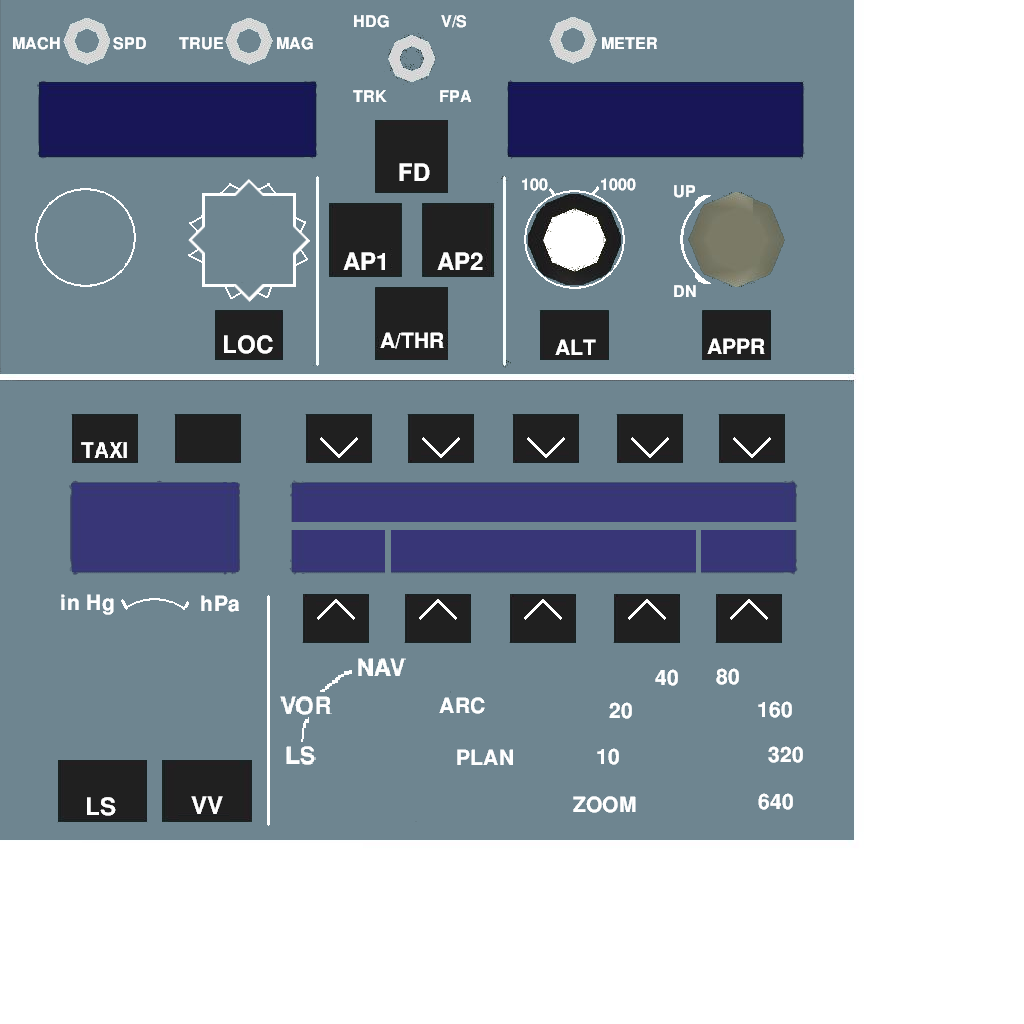 HDG V/S
MACH SPD TRUE MAG METER
TRK FPA
FD
100 1000 UP
AP1 AP2
DN
LOC A/THR ALT APPR
TAXI
in Hg hPa
NAV 40 80
VOR ARC 20 160
LS PLAN 10 320
LS VV ZOOM 640